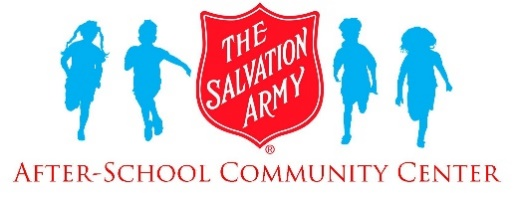 THE
SALVATION
ARMY
®
AFTER-SCHOOL COMMUNITY CENTER